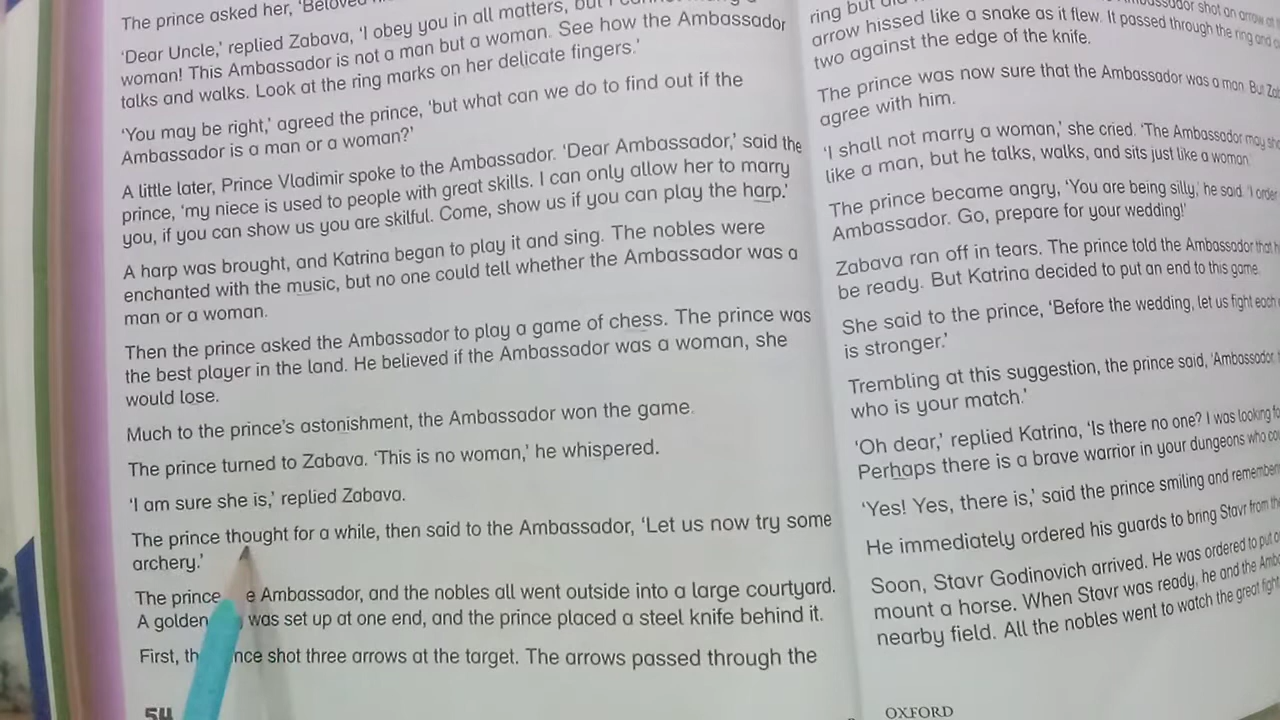 The prince asked her, 'Beloved
'Dear Uncle,' replied Zabava, 'I obey you in all matters, but I
woman! This Ambassador is not a man but a woman. See how the Ambassador
talks and walks. Look at the ring marks on her delicate fingers.'
'You may be right,' agreed the prince, 'but what can we do to find out if the
Ambassador is a man or a woman?'
A little later, Prince Vladimir spoke to the Ambassador. 'Dear Ambassador,' said the
prince, 'my niece is used to people with great skills. I can only allow her to marry
you, if you can show us you are skilful. Come, show us if you can play the harp.'
A harp was brought, and Katrina began to play it and sing. The nobles were
enchanted with the music, but no one could tell whether the Ambassador was a
man or a woman.
Then the prince asked the Ambassador to play a game of chess. The prince was
the best player in the land. He believed if the Ambassador was a woman, she
would lose.
Much to the prince's astonishment, the Ambassador won the game.
The prince turned to Zabava. 'This is no woman,' he whispered.
'I am sure she is,' replied Zabava.
The prince thought for a while, then said to the Ambassador, 'Let us now try some
archery.'
The prince Ambassador, and the nobles all went outside into a large courtyard.
A golden was set up at one end, and the prince placed a steel knife behind it.
First, shot three arrows at the target. The arrows passed through the
54
ring but
shot an arrow at
arrow hissed like a snake as it flew. It passed through the ring and
two against the edge of the knife.
The prince was now sure that the Ambassador was a man. But
agree with him.
'I shall not marry a woman,' she cried. 'The Ambassador may
like a man, but he talks, walks, and sits just like a woman.
The prince became angry, 'You are being silly,' he said. 'I order
Ambassador. Go, prepare for your wedding!'
Zabava ran off in tears. The prince told the Ambassador that
be ready. But Katrina decided to put an end to this game.
She said to the prince, 'Before the wedding, let us fight each
is stronger.'
Trembling at this suggestion, the prince said, 'Ambassador,
who is your match.'
'Oh dear,' replied Katrina, 'Is there no one? I was looking
Perhaps there is a brave warrior in your dungeons who
'Yes! Yes, there is,' said the prince smiling and
He immediately ordered his guards to bring Stavr from
Soon, Stavr Godinovich arrived. He was ordered to put
mount a horse. When Stavr was ready, he and the
nearby field. All the nobles went to watch the great
OXFORD